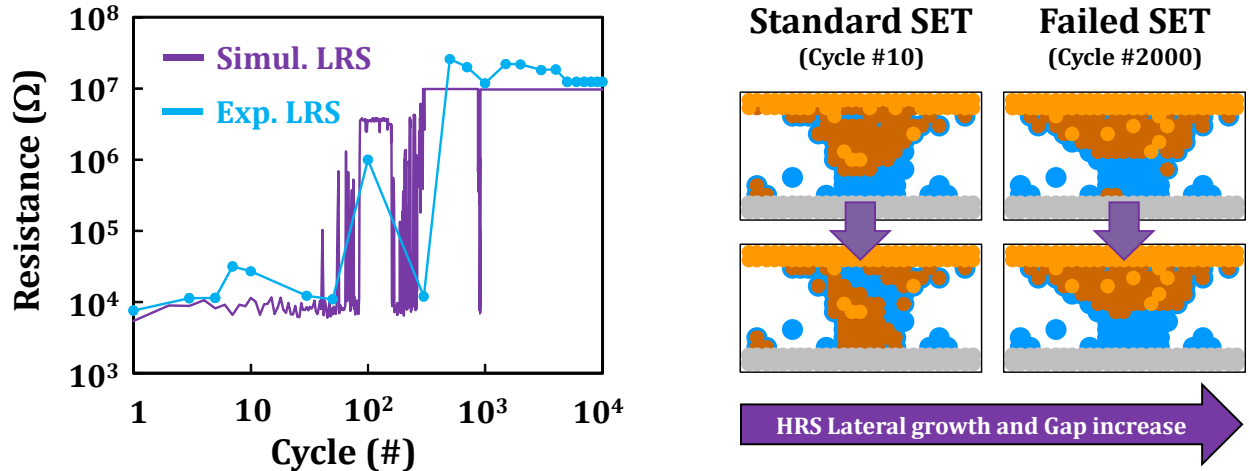 Resistance (Ω)
10⁸
10⁷
10⁶
10⁵
10⁴
10³
Simul. LRS
Exp. LRS
1
10
10²
10³
10⁴
Cycle (#)
Standard SET
(Cycle #10)
Failed SET
(Cycle #2000)
HRS Lateral growth and Gap increase